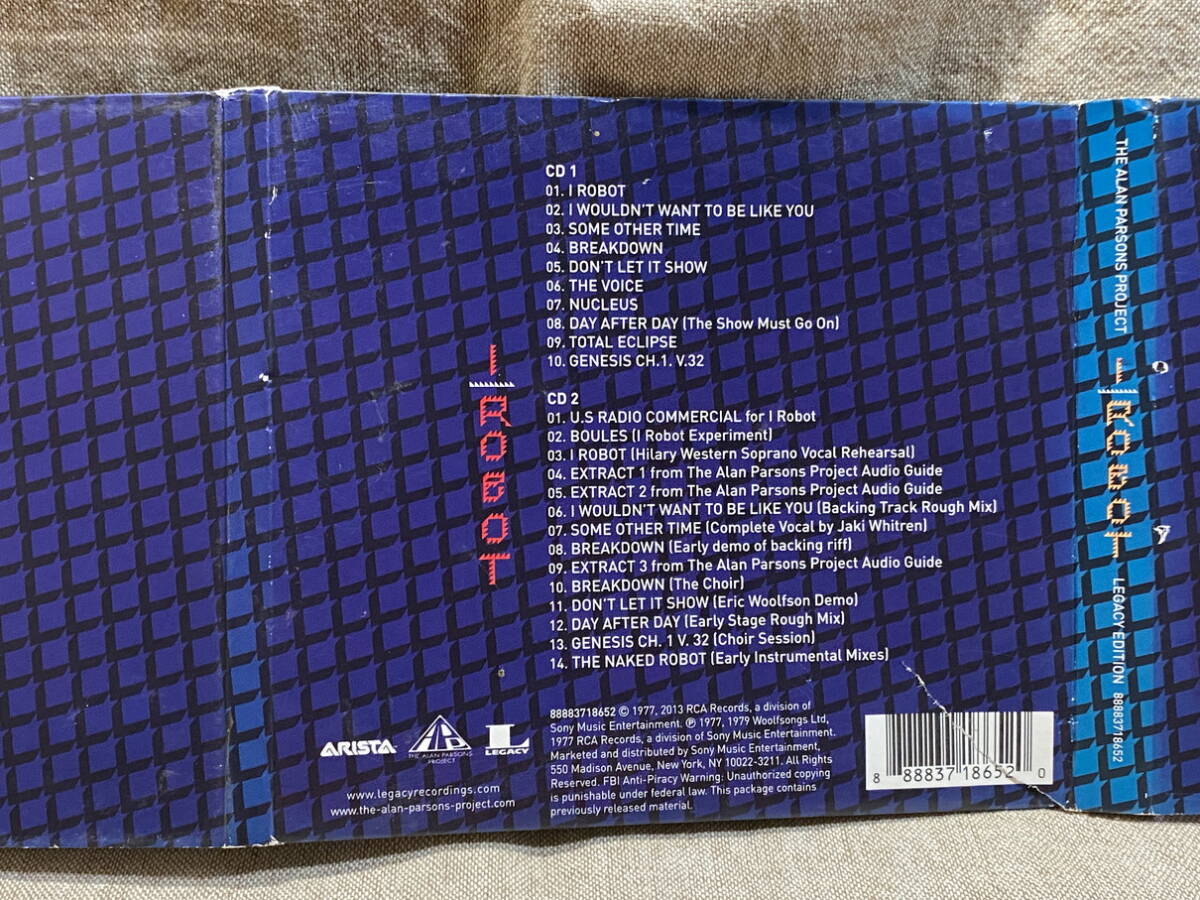 CD 1
01. I ROBOT
02. I WOULDN'T WANT TO BE LIKE YOU
03. SOME OTHER TIME
04. BREAKDOWN
05. DON'T LET IT SHOW
06. THE VOICE
07. NUCLEUS
08. DAY AFTER DAY (The Show Must Go On)
09. TOTAL ECLIPSE
10. GENESIS CH.1. V.32
CD 2
01. U.S RADIO COMMERCIAL for I Robot
02. BOULES (I Robot Experiment)
03. I ROBOT (Hilary Western Soprano Vocal Rehearsal)
04. EXTRACT 1 from The Alan Parsons Project Audio Guide
05. EXTRACT 2 from The Alan Parsons Project Audio Guide
06. I WOULDN'T WANT TO BE LIKE YOU (Backing Track Rough Mix)
07. SOME OTHER TIME (Complete Vocal by Jaki Whitren)
08. BREAKDOWN (Early demo of backing riff)
09. EXTRACT 3 from The Alan Parsons Project Audio Guide
10. BREAKDOWN (The Choir)
11. DON'T LET IT SHOW (Eric Woolfson Demo)
12. DAY AFTER DAY (Early Stage Rough Mix)
13. GENESIS CH. 1 V. 32 (Choir Session)
14. THE NAKED ROBOT (Early Instrumental Mixes)
I ROBOT
ARISTA
THE ALAN PARSONS
PROJECT
L
LEGACY
www.legacyrecordings.com
www.the-alan-parsons-project.com
88883718652 © 1977, 2013 RCA Records, a division of
Sony Music Entertainment. ℗ 1977, 1979 Woolfsongs Ltd,
1977 RCA Records, a division of Sony Music Entertainment.
Marketed and distributed by Sony Music Entertainment,
550 Madison Avenue, New York, NY 10022-3211. All Rights
Reserved. FBI Anti-Piracy Warning: Unauthorized copying
is punishable under federal law. This package contains
previously released material.
8 88837 18652 0
THE ALAN PARSONS PROJECT I ROBOT LEGACY EDITION 88883718652